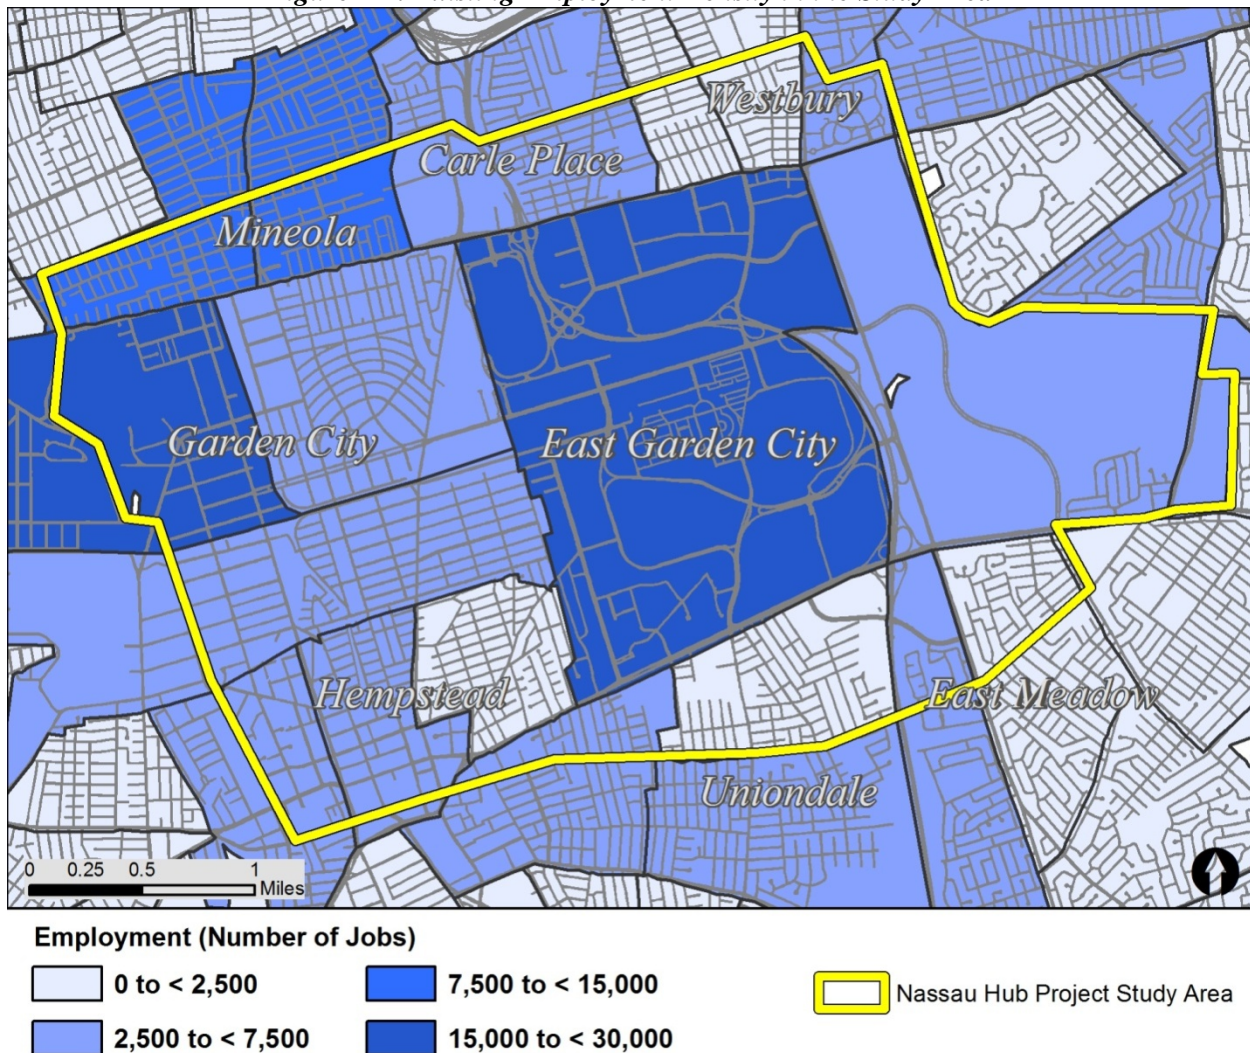 Westbury
Carle Place
Mineola
Garden City
East Garden City
Hempstead
East Meadow
Uniondale
0 0.25 0.5 1
Miles
Employment (Number of Jobs)
0 to < 2,500
7,500 to < 15,000
Nassau Hub Project Study Area
2,500 to < 7,500
15,000 to < 30,000